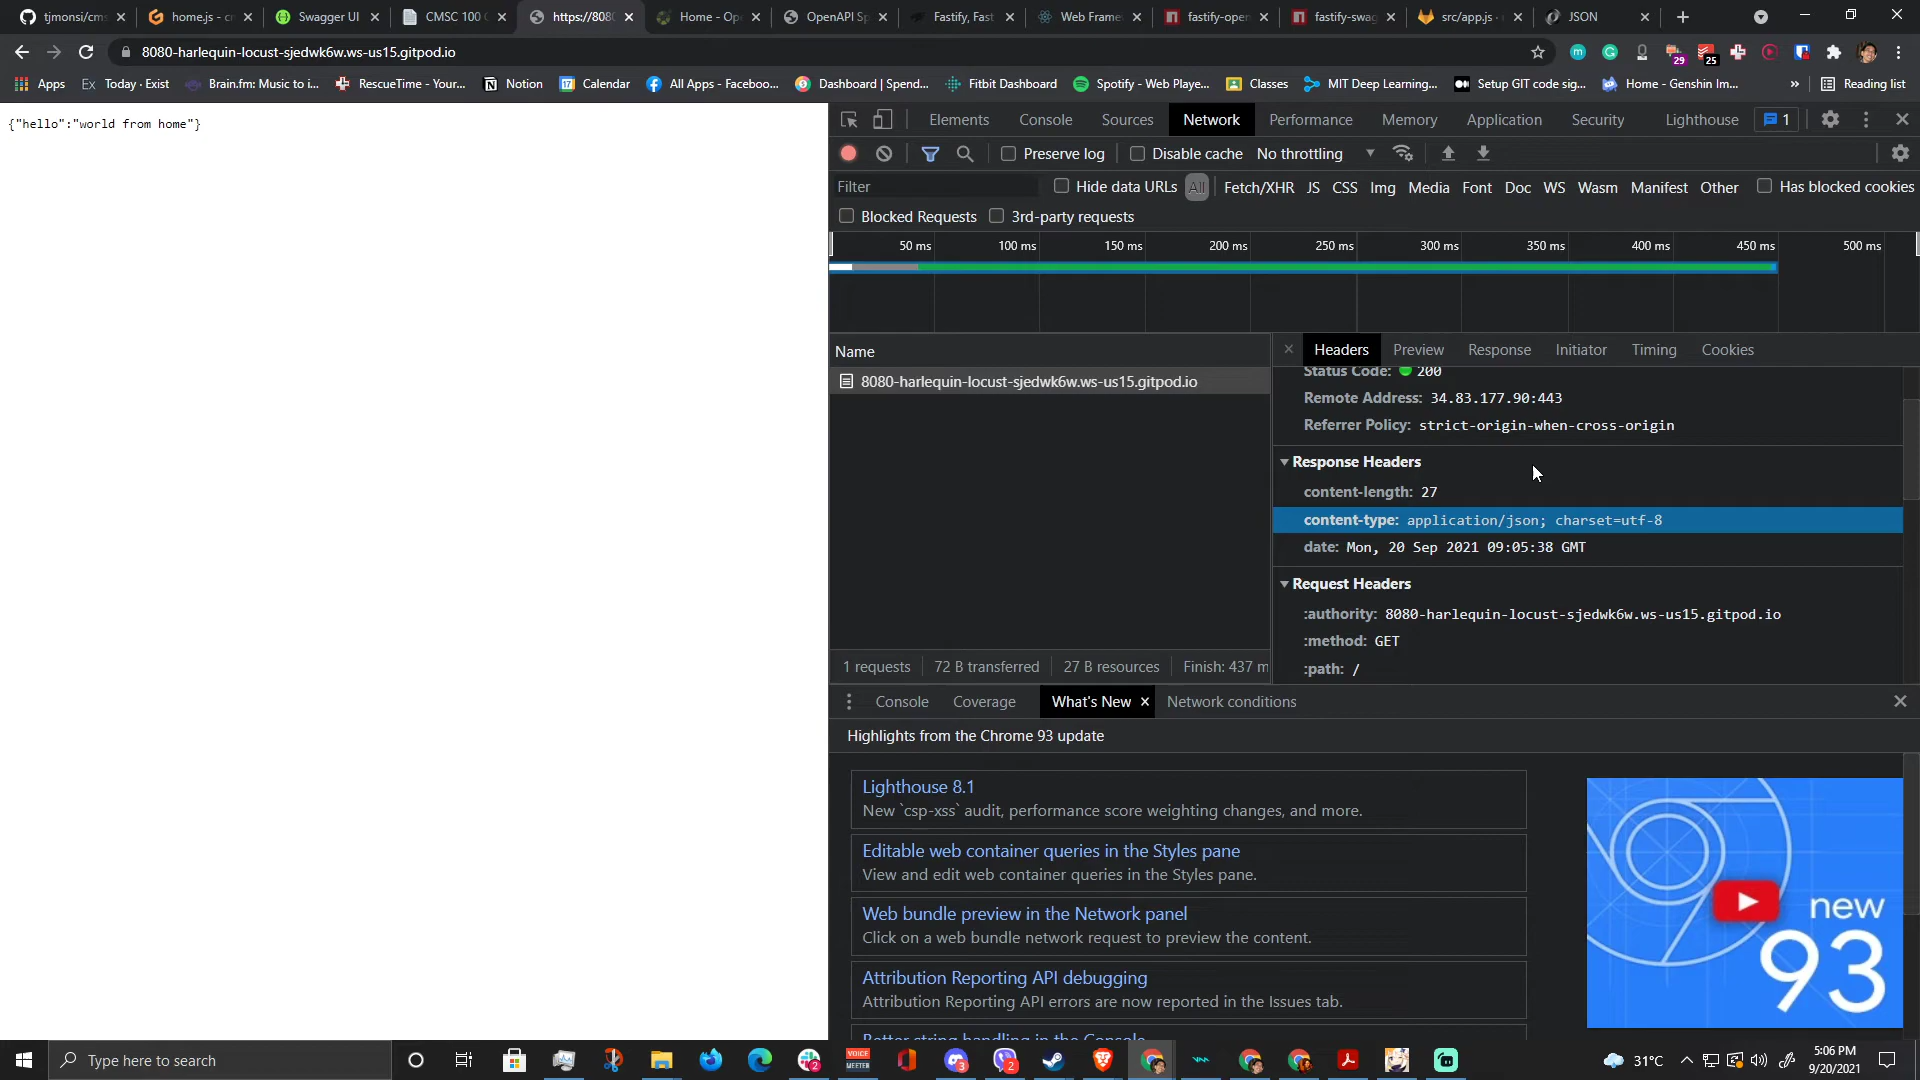 tjmonsi/cms
home.js - cm
Swagger UI
CMSC 100
https://808
Home - Ope
OpenAPI Sp
Fastify, Fast
Web Frame
fastify-open
fastify-swag
src/app.js ·
JSON
8080-harlequin-locust-sjedwk6w.ws-us15.gitpod.io
29
25
Apps
Today · Exist
Brain.fm: Music to i...
RescueTime - Your...
Notion
Calendar
All Apps - Faceboo...
Dashboard | Spend...
Fitbit Dashboard
Spotify - Web Playe...
Classes
MIT Deep Learning...
Setup GIT code sig...
Home - Genshin Im...
»
Reading list
{"hello":"world from home"}
Elements
Console
Sources
Network
Performance
Memory
Application
Security
Lighthouse
1
Preserve log
Disable cache
No throttling
Filter
Hide data URLs
All
Fetch/XHR
JS
CSS
Img
Media
Font
Doc
WS
Wasm
Manifest
Other
Has blocked cookies
Blocked Requests
3rd-party requests
50 ms
100 ms
150 ms
200 ms
250 ms
300 ms
350 ms
400 ms
450 ms
500 ms
Name
8080-harlequin-locust-sjedwk6w.ws-us15.gitpod.io
Headers
Preview
Response
Initiator
Timing
Cookies
Status Code: 200
Remote Address: 34.83.177.90:443
Referrer Policy: strict-origin-when-cross-origin
Response Headers
content-length: 27
content-type: application/json; charset=utf-8
date: Mon, 20 Sep 2021 09:05:38 GMT
Request Headers
:authority: 8080-harlequin-locust-sjedwk6w.ws-us15.gitpod.io
:method: GET
:path: /
1 requests
72 B transferred
27 B resources
Finish: 437 m
Console
Coverage
What's New
Network conditions
Highlights from the Chrome 93 update
Lighthouse 8.1
New `csp-xss` audit, performance score weighting changes, and more.
Editable web container queries in the Styles pane
View and edit web container queries in the Styles pane.
Web bundle preview in the Network panel
Click on a web bundle network request to preview the content.
Attribution Reporting API debugging
Attribution Reporting API errors are now reported in the Issues tab.
Better string handling in the Console
new
93
Type here to search
31°C
5:06 PM
9/20/2021